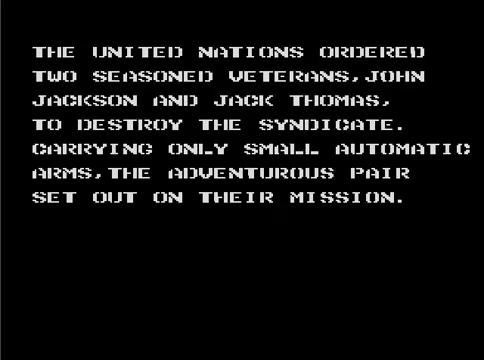 THE UNITED NATIONS ORDERED
TWO SEASONED VETERANS,JOHN
JACKSON AND JACK THOMAS,
TO DESTROY THE SYNDICATE.
CARRYING ONLY SMALL AUTOMATIC
ARMS,THE ADVENTUROUS PAIR
SET OUT ON THEIR MISSION.